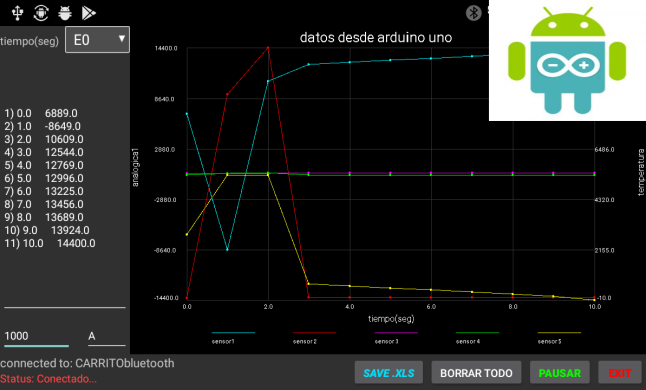 tiempo(seg) E0
datos desde arduino uno
1) 0.0 6889.0
2) 1.0 -8649.0
3) 2.0 10609.0
4) 3.0 12544.0
5) 4.0 12769.0
6) 5.0 12996.0
7) 6.0 13225.0
8) 7.0 13456.0
9) 8.0 13689.0
10) 9.0 13924.0
11) 10.0 14400.0
1000 A
analogica1
14400.0
8640.0
2880.0
-2880.0
-8640.0
-14400.0
6486.0
4320.0
2155.0
-10.0
temperatura
0.0 2.0 4.0 6.0 8.0 10.0
tiempo(seg)
sensor1 sensor2 sensor3 sensor4 sensor5
connected to: CARRITObluetooth
Status: Conectado...
SAVE .XLS BORRAR TODO PAUSAR EXIT